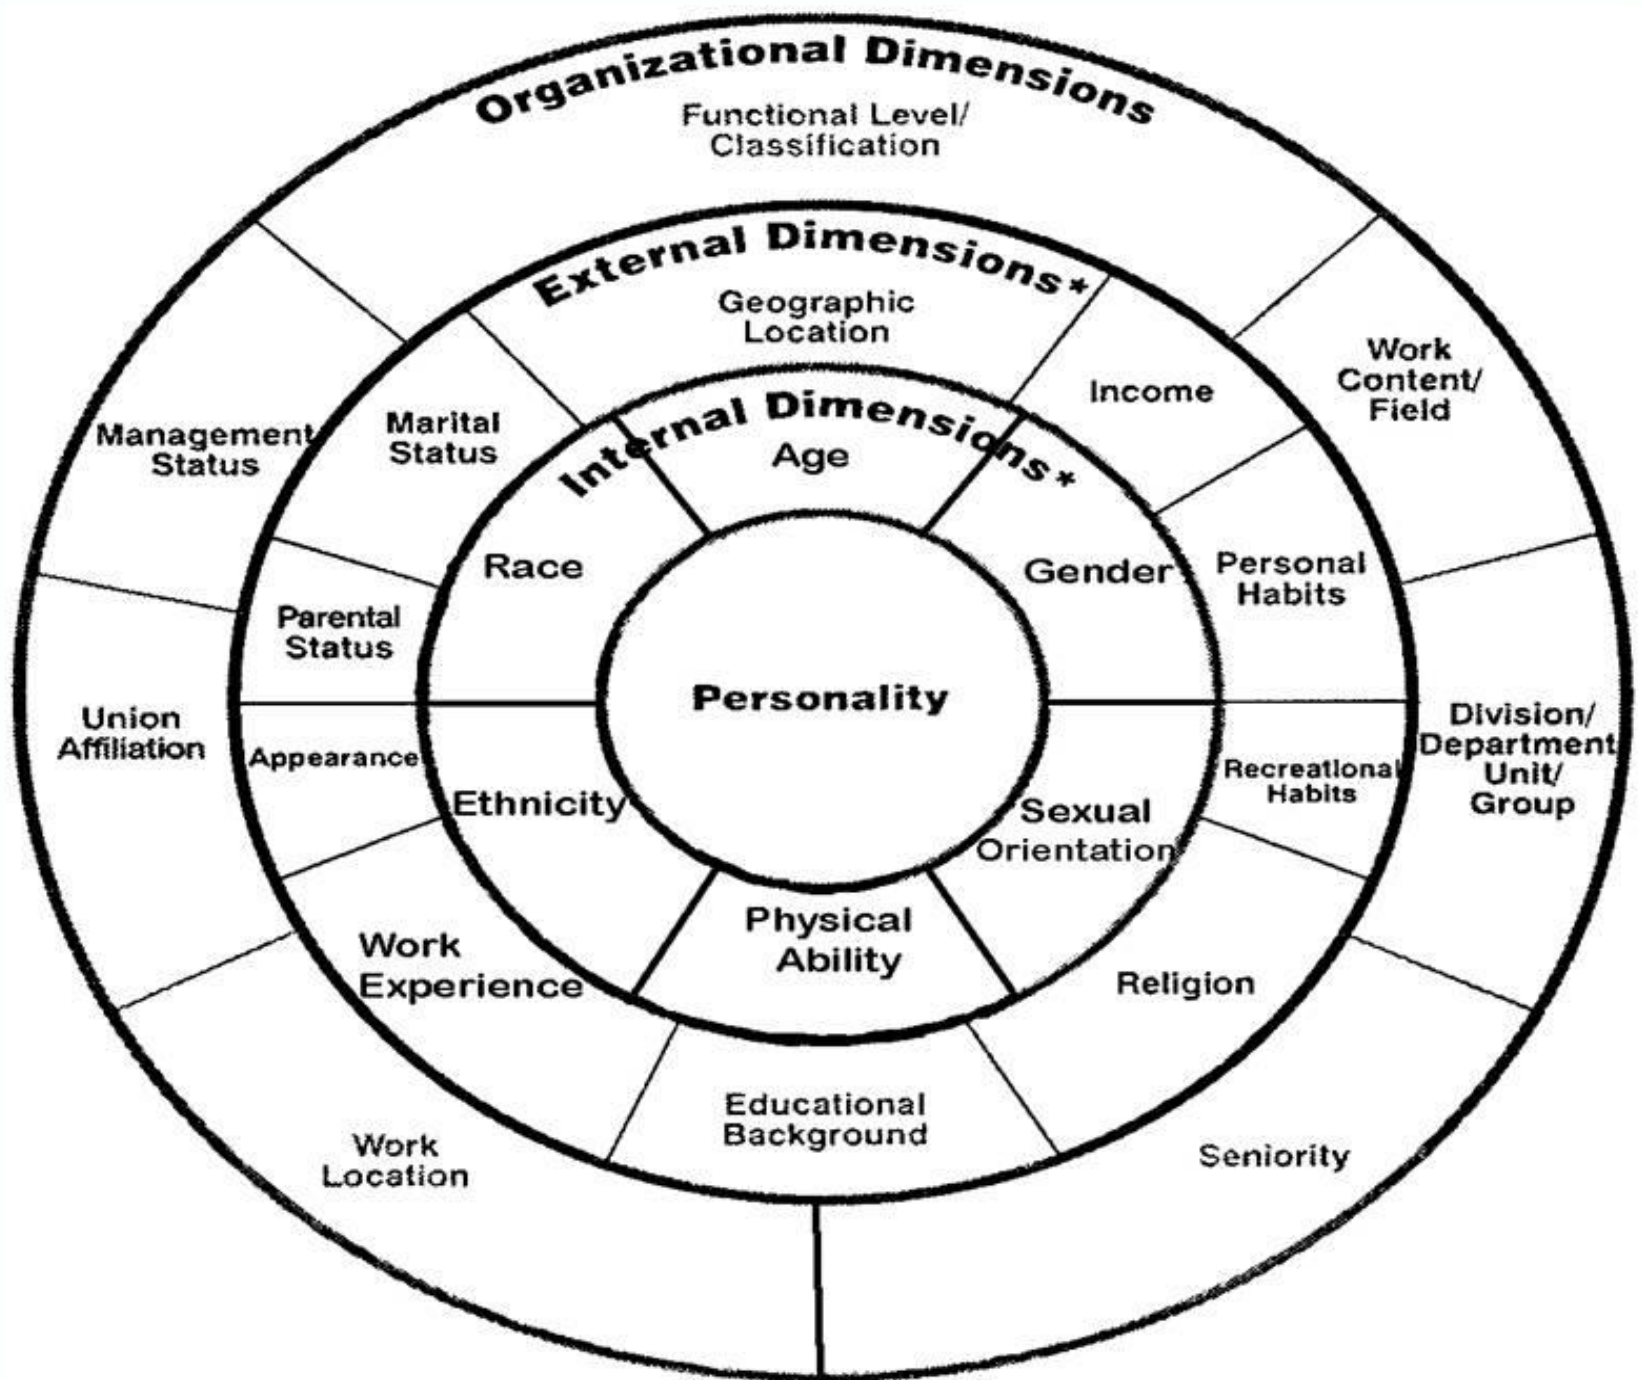 Organizational Dimensions
Functional Level/
Classification
External Dimensions*
Geographic
Location
Internal Dimensions*
Age
Income
Work
Content/
Field
Marital
Status
Management
Status
Race
Gender
Personal
Habits
Parental
Status
Personality
Union
Affiliation
Appearance
Ethnicity
Sexual
Orientation
Recreational
Habits
Division/
Department
Unit/
Group
Physical
Ability
Work
Experience
Religion
Educational
Background
Work
Location
Seniority